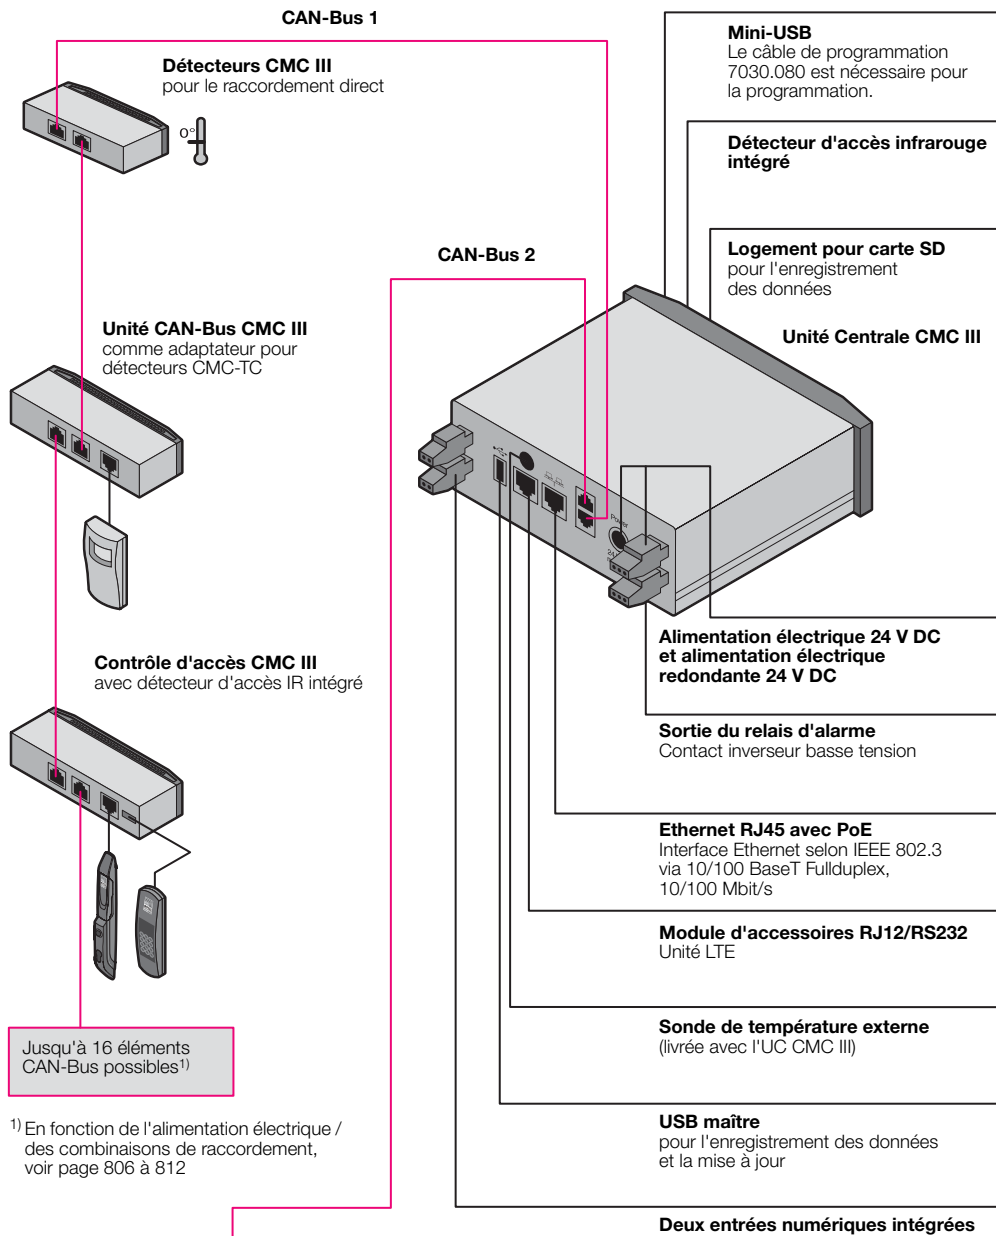 CAN-Bus 1
Détecteurs CMC III
pour le raccordement direct
0°
Unité CAN-Bus CMC III
comme adaptateur pour
détecteurs CMC-TC
Contrôle d'accès CMC III
avec détecteur d'accès IR intégré
Jusqu'à 16 éléments
CAN-Bus possibles1)
1) En fonction de l'alimentation électrique /
des combinaisons de raccordement,
voir page 806 à 812
CAN-Bus 2
Mini-USB
Le câble de programmation
7030.080 est nécessaire pour
la programmation.
Détecteur d'accès infrarouge
intégré
Logement pour carte SD
pour l'enregistrement
des données
Unité Centrale CMC III
Power
Alimentation électrique 24 V DC
et alimentation électrique
redondante 24 V DC
Sortie du relais d'alarme
Contact inverseur basse tension
Ethernet RJ45 avec PoE
Interface Ethernet selon IEEE 802.3
via 10/100 BaseT Fullduplex,
10/100 Mbit/s
Module d'accessoires RJ12/RS232
Unité LTE
Sonde de température externe
(livrée avec l'UC CMC III)
USB maître
pour l'enregistrement des données
et la mise à jour
Deux entrées numériques intégrées